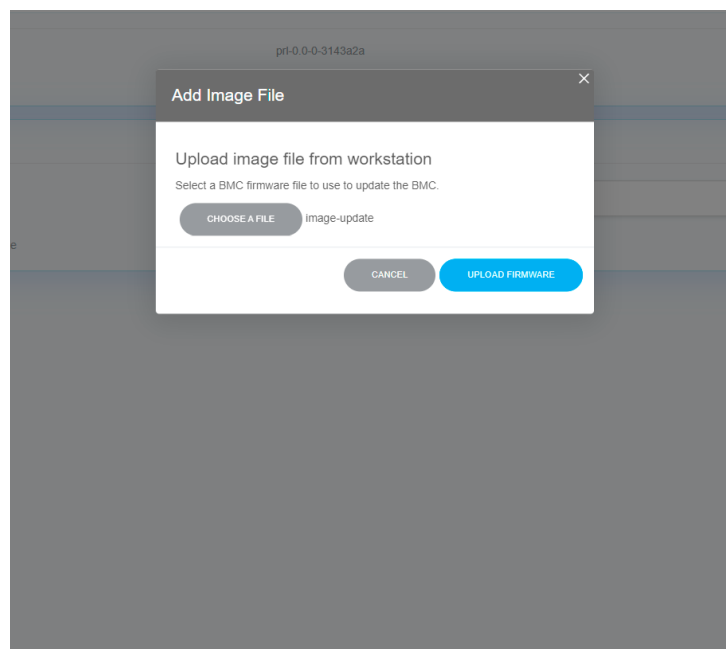 prl-0.0-0-3143a2a
Add Image File
Upload image file from workstation
Select a BMC firmware file to use to update the BMC.
CHOOSE A FILE image-update
e
CANCEL UPLOAD FIRMWARE